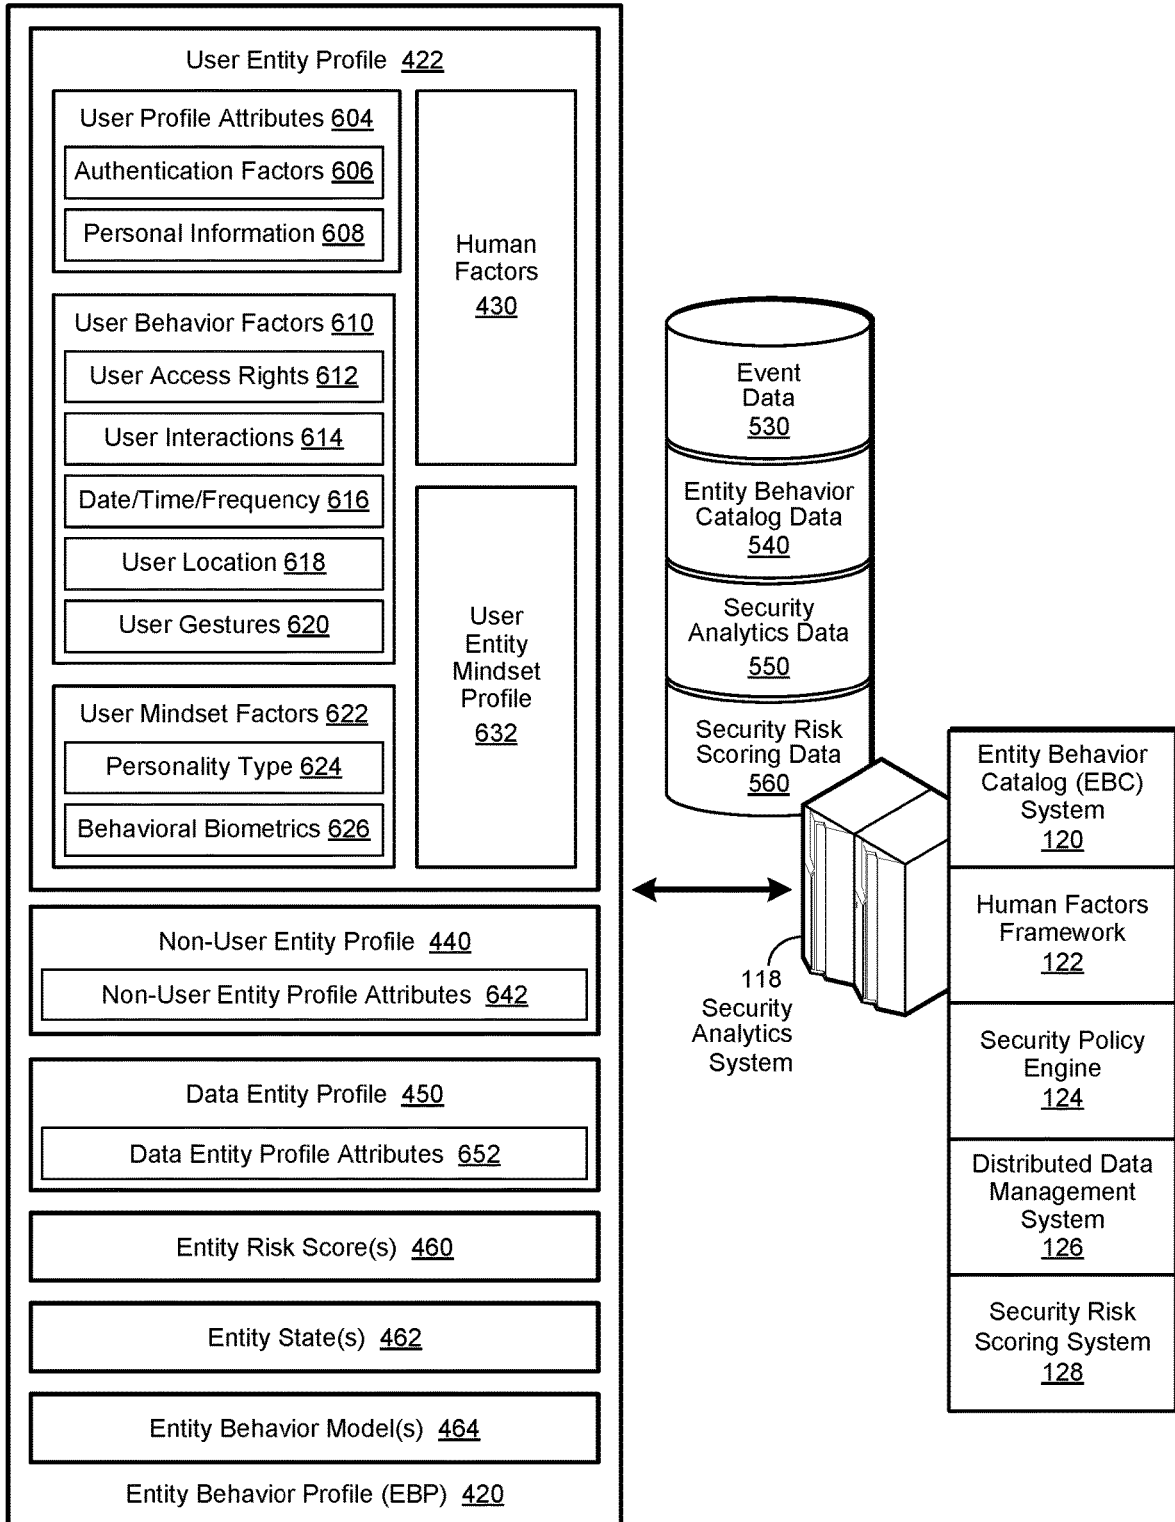 User Entity Profile 422
User Profile Attributes 604
Authentication Factors 606
Personal Information 608
Human
Factors
430
User Behavior Factors 610
User Access Rights 612
User Interactions 614
Date/Time/Frequency 616
User Location 618
User Gestures 620
User
Entity
Mindset
Profile
632
User Mindset Factors 622
Personality Type 624
Behavioral Biometrics 626
Non-User Entity Profile 440
Non-User Entity Profile Attributes 642
Data Entity Profile 450
Data Entity Profile Attributes 652
Entity Risk Score(s) 460
Entity State(s) 462
Entity Behavior Model(s) 464
Entity Behavior Profile (EBP) 420
Event
Data
530
Entity Behavior
Catalog Data
540
Security
Analytics Data
550
Security Risk
Scoring Data
560
118
Security
Analytics
System
Entity Behavior
Catalog (EBC)
System
120
Human Factors
Framework
122
Security Policy
Engine
124
Distributed Data
Management
System
126
Security Risk
Scoring System
128